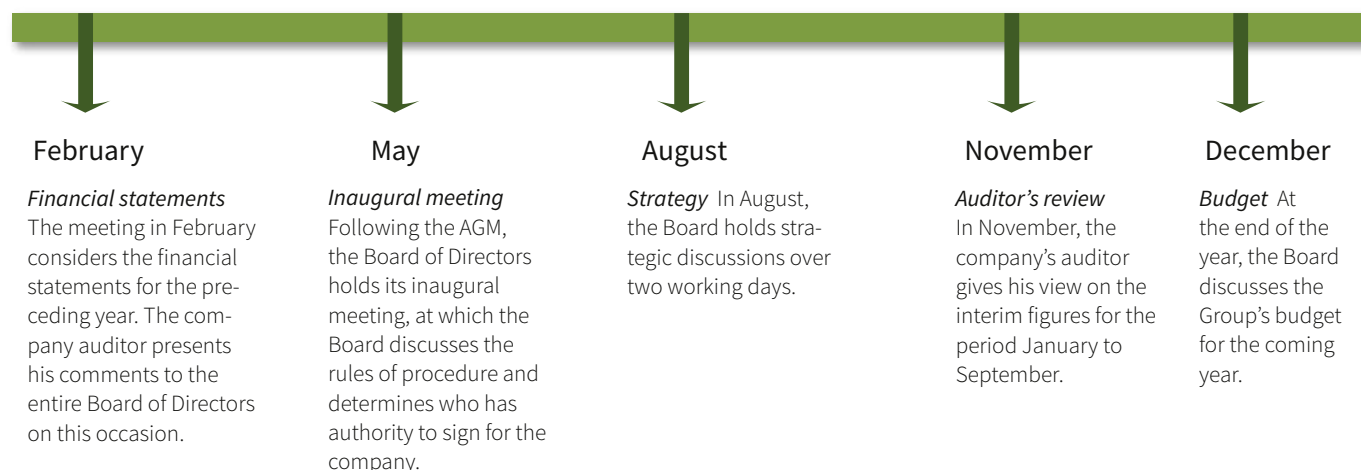 February
Financial statements
The meeting in February
considers the financial
statements for the pre-
ceding year. The com-
pany auditor presents
his comments to the
entire Board of Directors
on this occasion.
May
Inaugural meeting
Following the AGM,
the Board of Directors
holds its inaugural
meeting, at which the
Board discusses the
rules of procedure and
determines who has
authority to sign for the
company.
August
Strategy In August,
the Board holds stra-
tegic discussions over
two working days.
November
Auditor’s review
In November, the
company’s auditor
gives his view on the
interim figures for the
period January to
September.
December
Budget At
the end of the
year, the Board
discusses the
Group’s budget
for the coming
year.